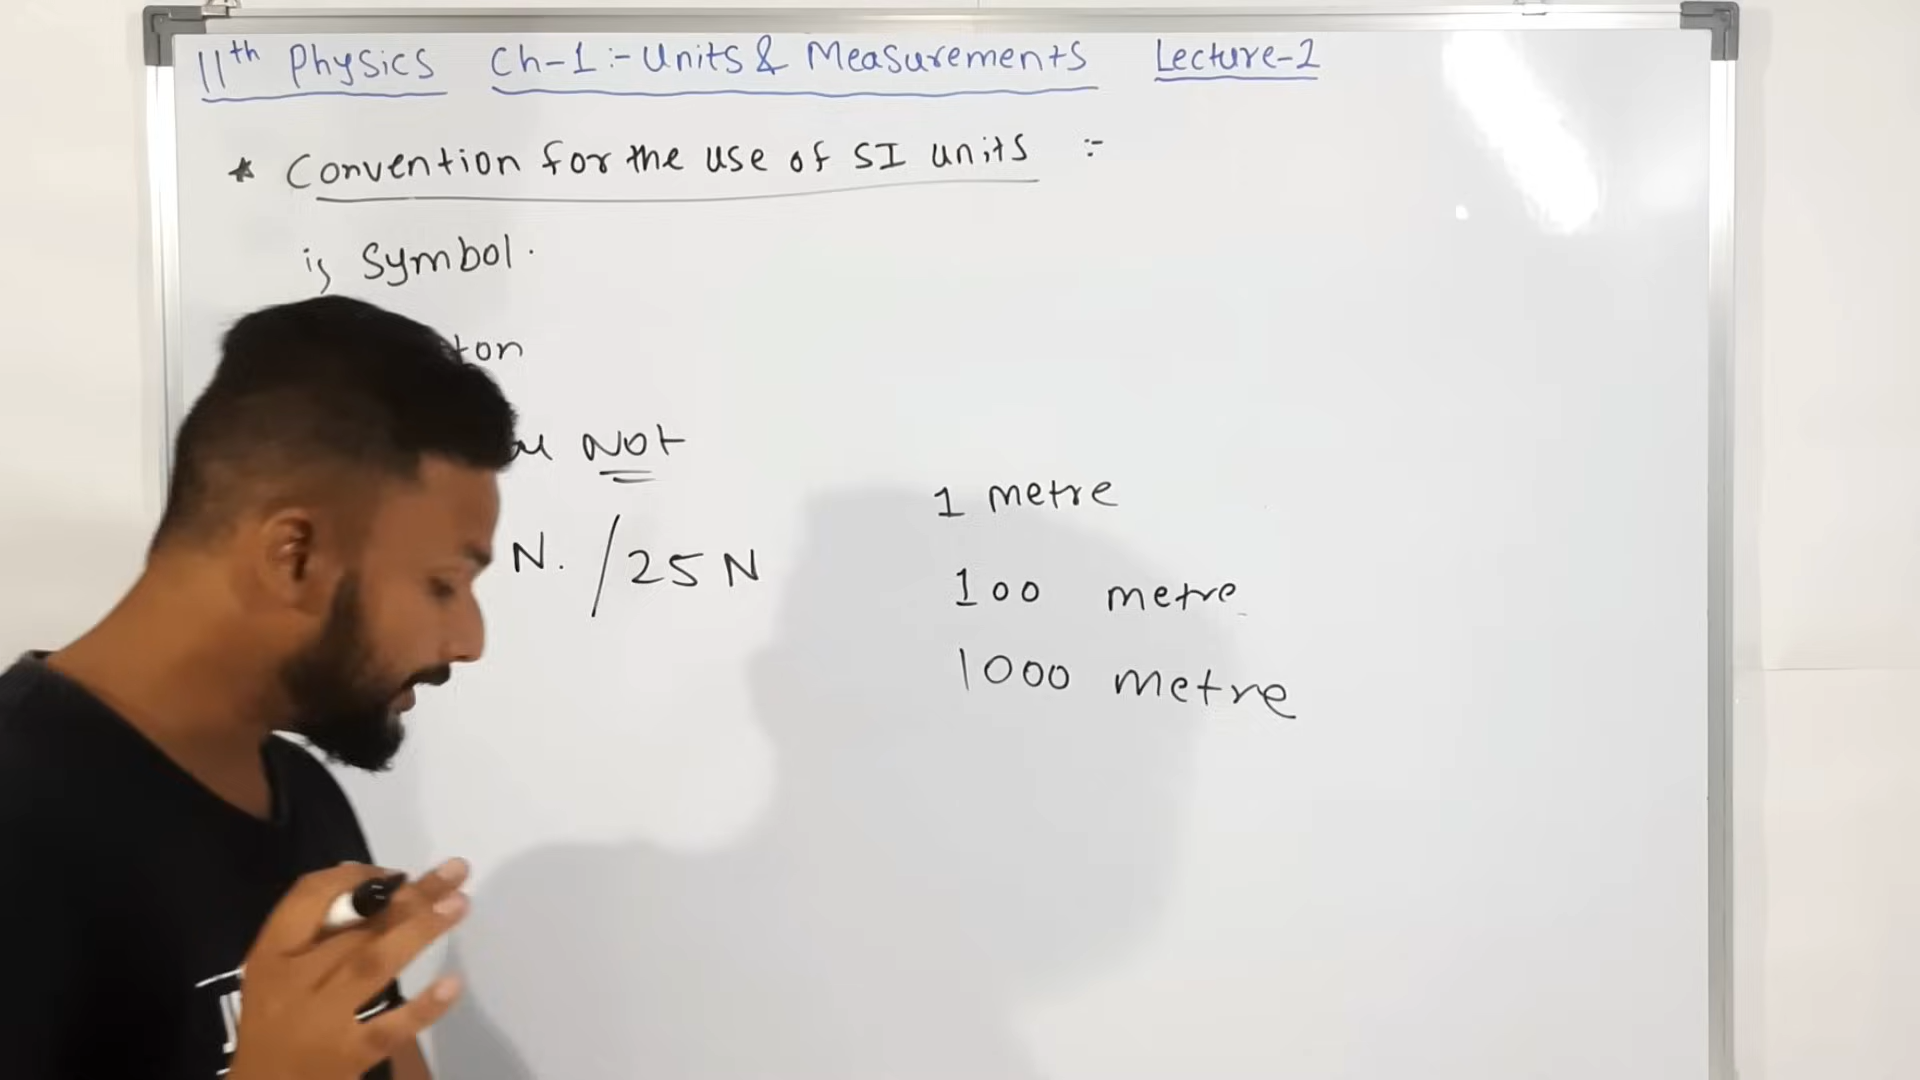 11th Physics Ch-1:- Units & Measurements Lecture-2
* Convention for the use of SI units :-
i) Symbol.
ton
Not
N. / 25 N
1 metre
100 metre
1000 metre